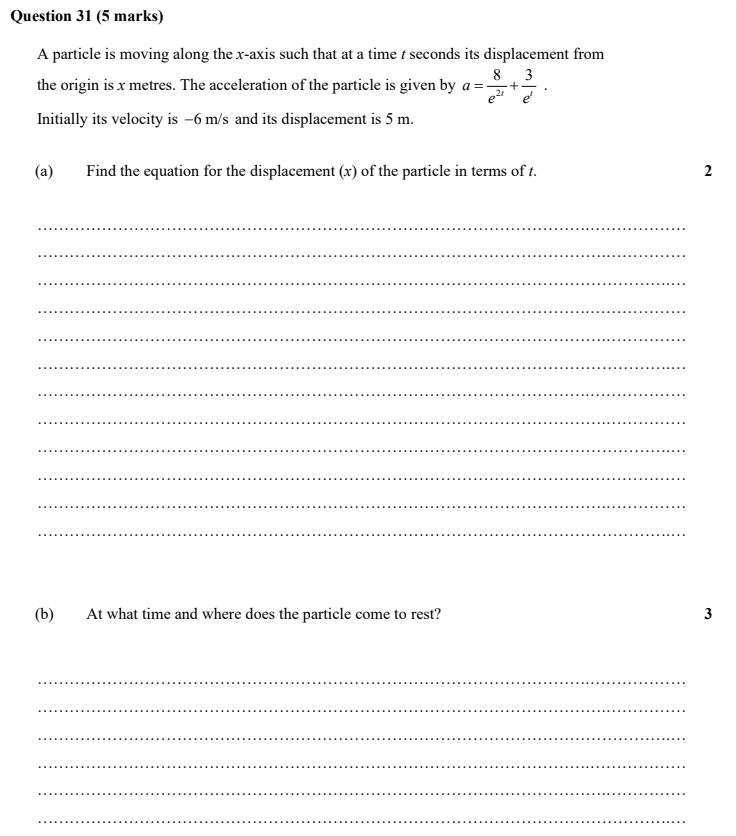 Question 31 (5 marks)
A particle is moving along the x-axis such that at a time t seconds its displacement from
the origin is x metres. The acceleration of the particle is given by a = 8/e^{2t} + 3/e^{t} .
Initially its velocity is −6 m/s and its displacement is 5 m.
(a) Find the equation for the displacement (x) of the particle in terms of t. 2
(b) At what time and where does the particle come to rest? 3